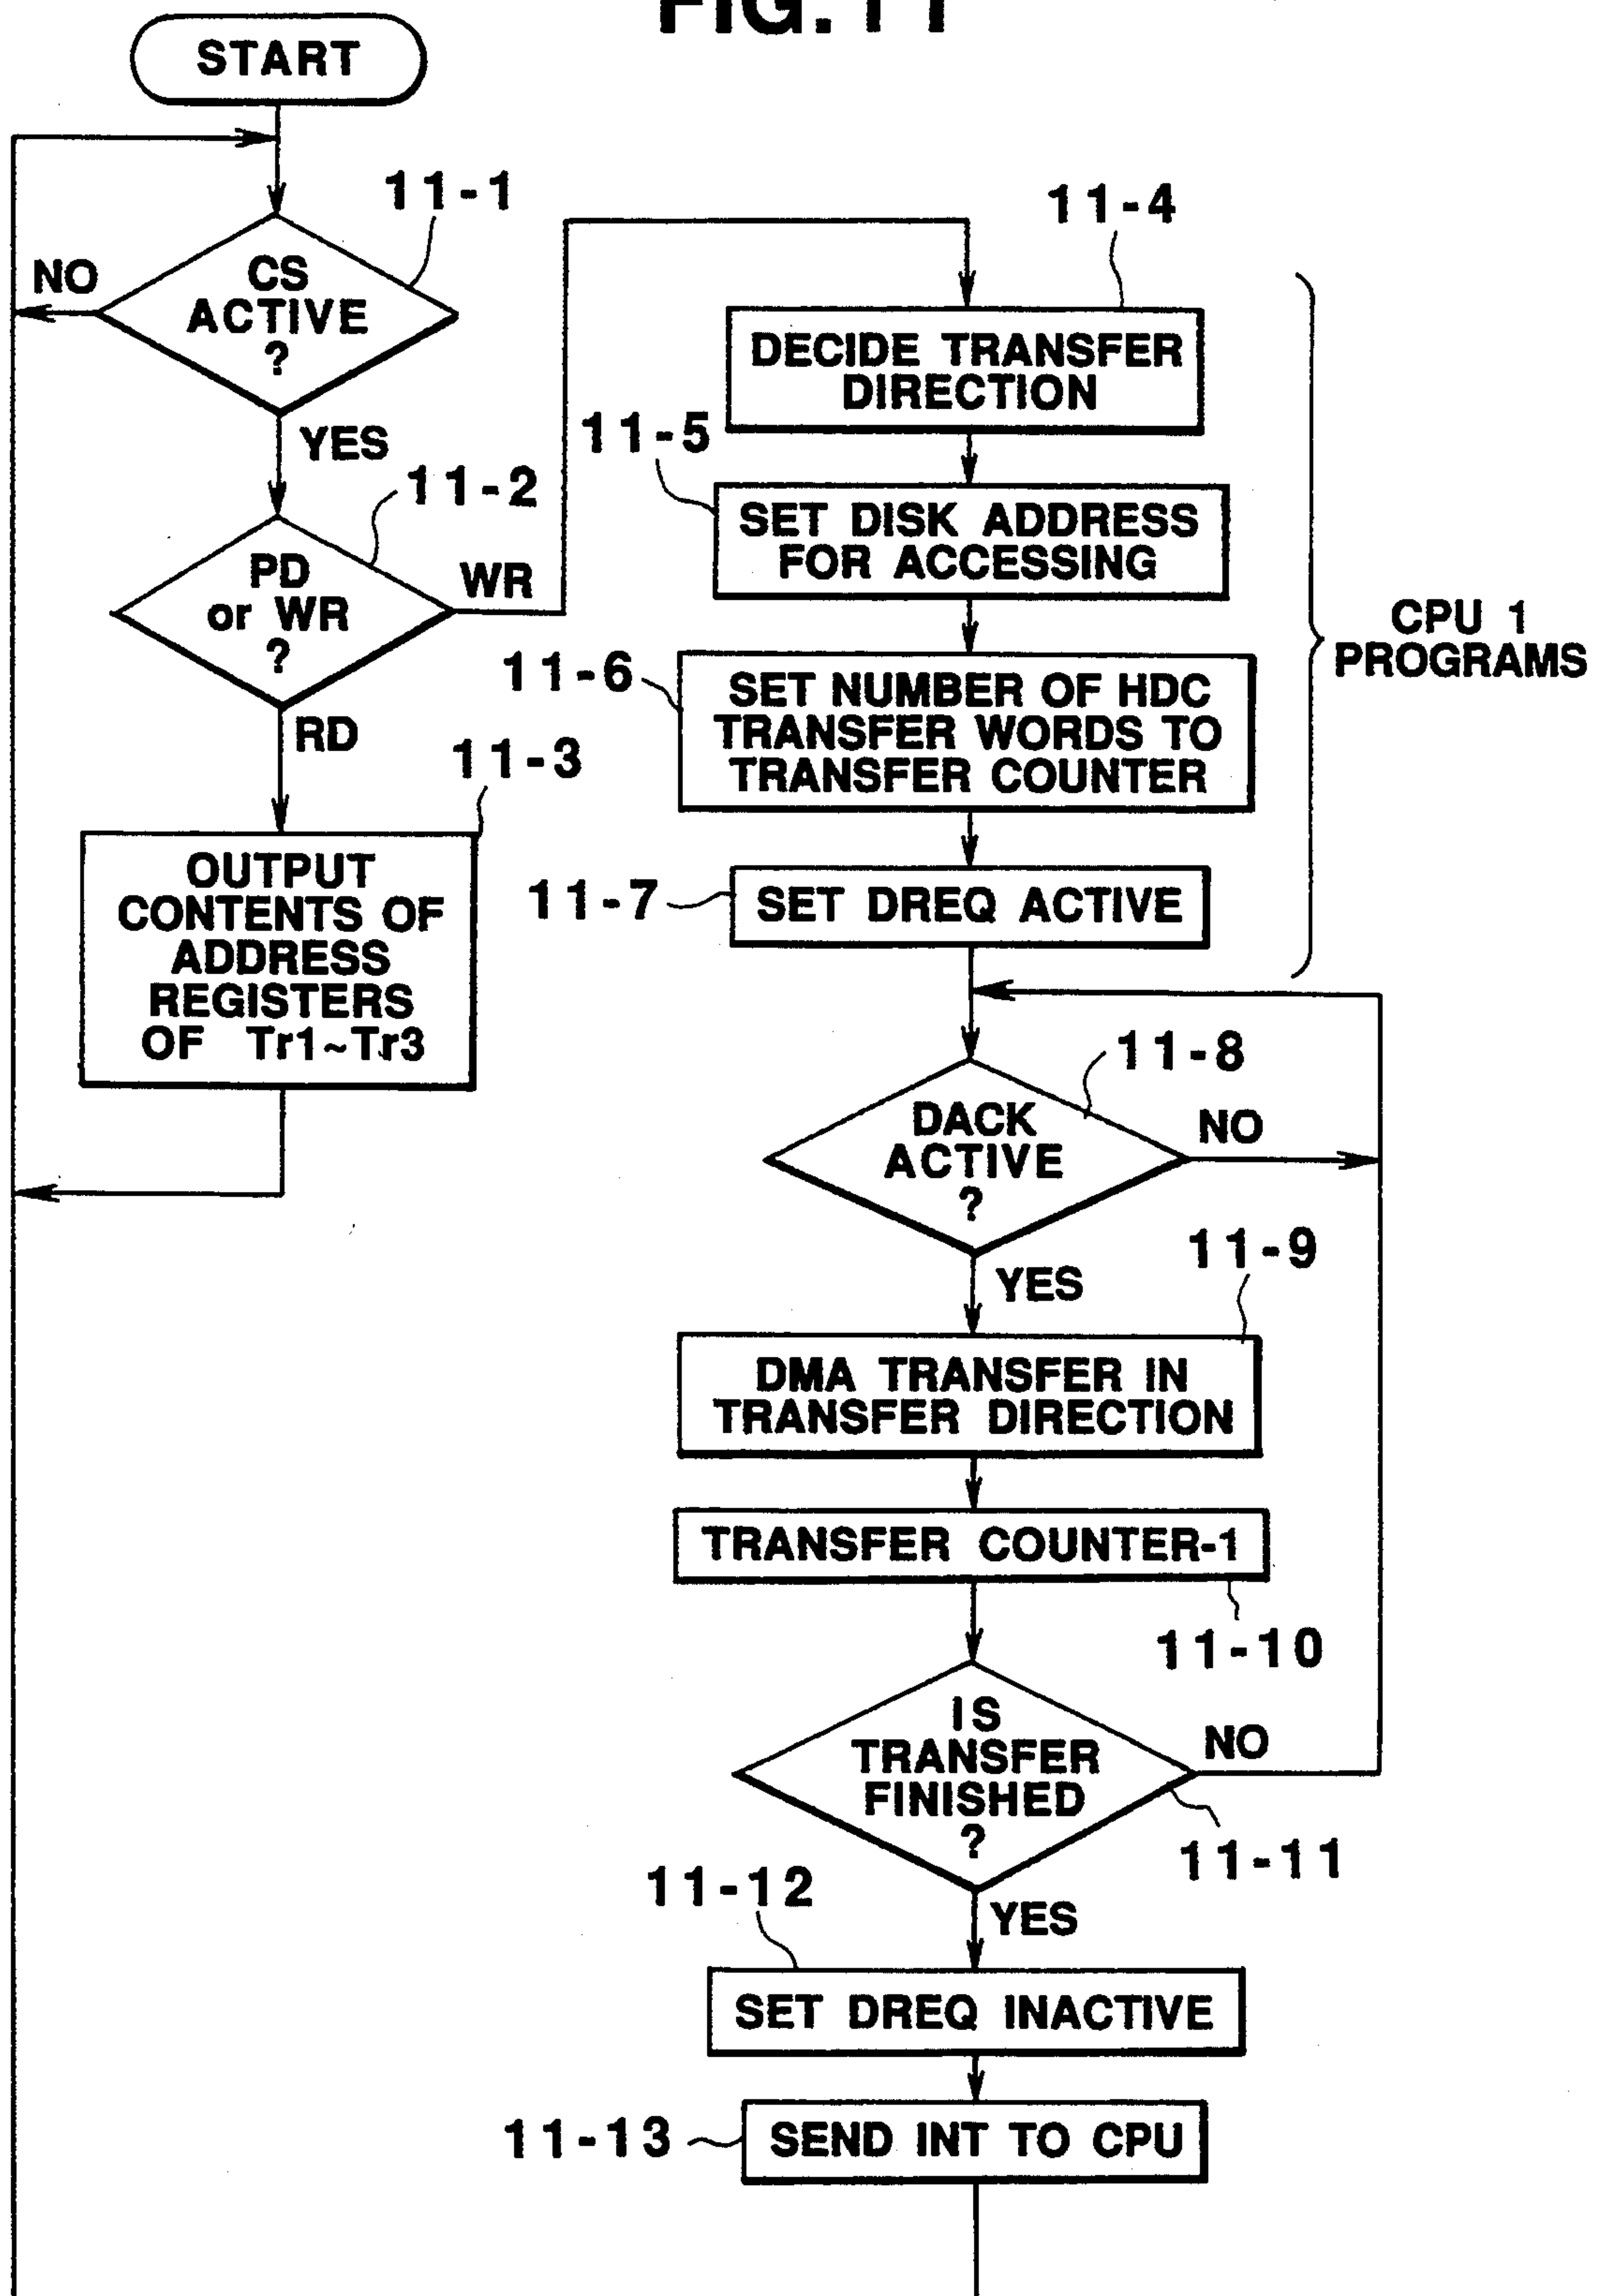 FIG. 11
START
11-1
CS
ACTIVE
?
NO
YES
11-2
PD
or WR
?
WR
RD
11-3
OUTPUT
CONTENTS OF
ADDRESS
REGISTERS
OF Tr1~Tr3
11-4
DECIDE TRANSFER
DIRECTION
11-5
SET DISK ADDRESS
FOR ACCESSING
11-6
SET NUMBER OF HDC
TRANSFER WORDS TO
TRANSFER COUNTER
11-7
SET DREQ ACTIVE
CPU 1
PROGRAMS
11-8
DACK
ACTIVE
?
NO
YES
11-9
DMA TRANSFER IN
TRANSFER DIRECTION
TRANSFER COUNTER-1
11-10
IS
TRANSFER
FINISHED
?
NO
11-11
YES
11-12
SET DREQ INACTIVE
11-13
SEND INT TO CPU